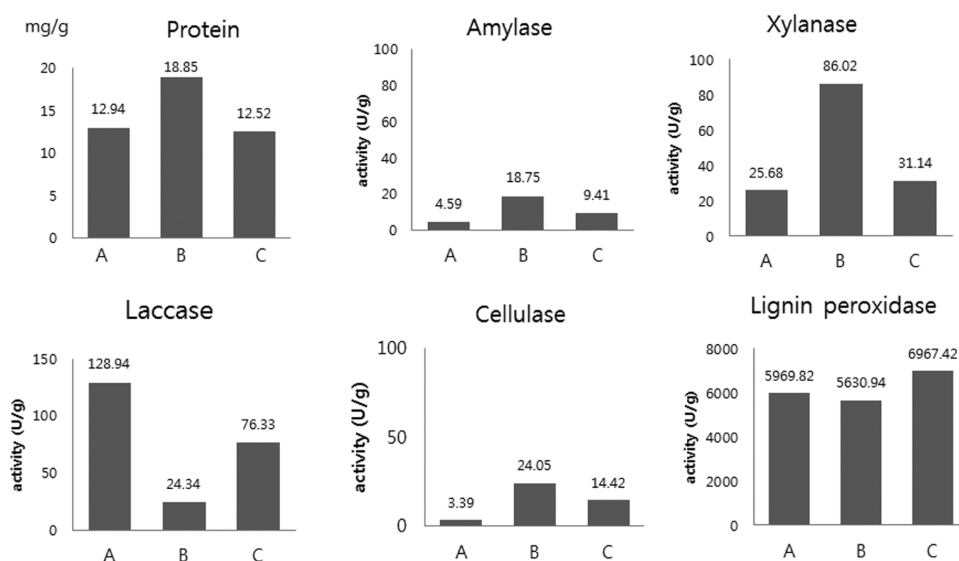 mg/g
Protein
20
15
10
5
0
12.94
18.85
12.52
A B C
Amylase
activity (U/g)
100
80
60
40
20
0
4.59
18.75
9.41
A B C
Xylanase
activity (U/g)
100
80
60
40
20
0
25.68
86.02
31.14
A B C
Laccase
activity (U/g)
150
100
50
0
128.94
24.34
76.33
A B C
Cellulase
activity (U/g)
100
50
0
3.39
24.05
14.42
A B C
Lignin peroxidase
activity (U/g)
8000
6000
4000
2000
0
5969.82
5630.94
6967.42
A B C